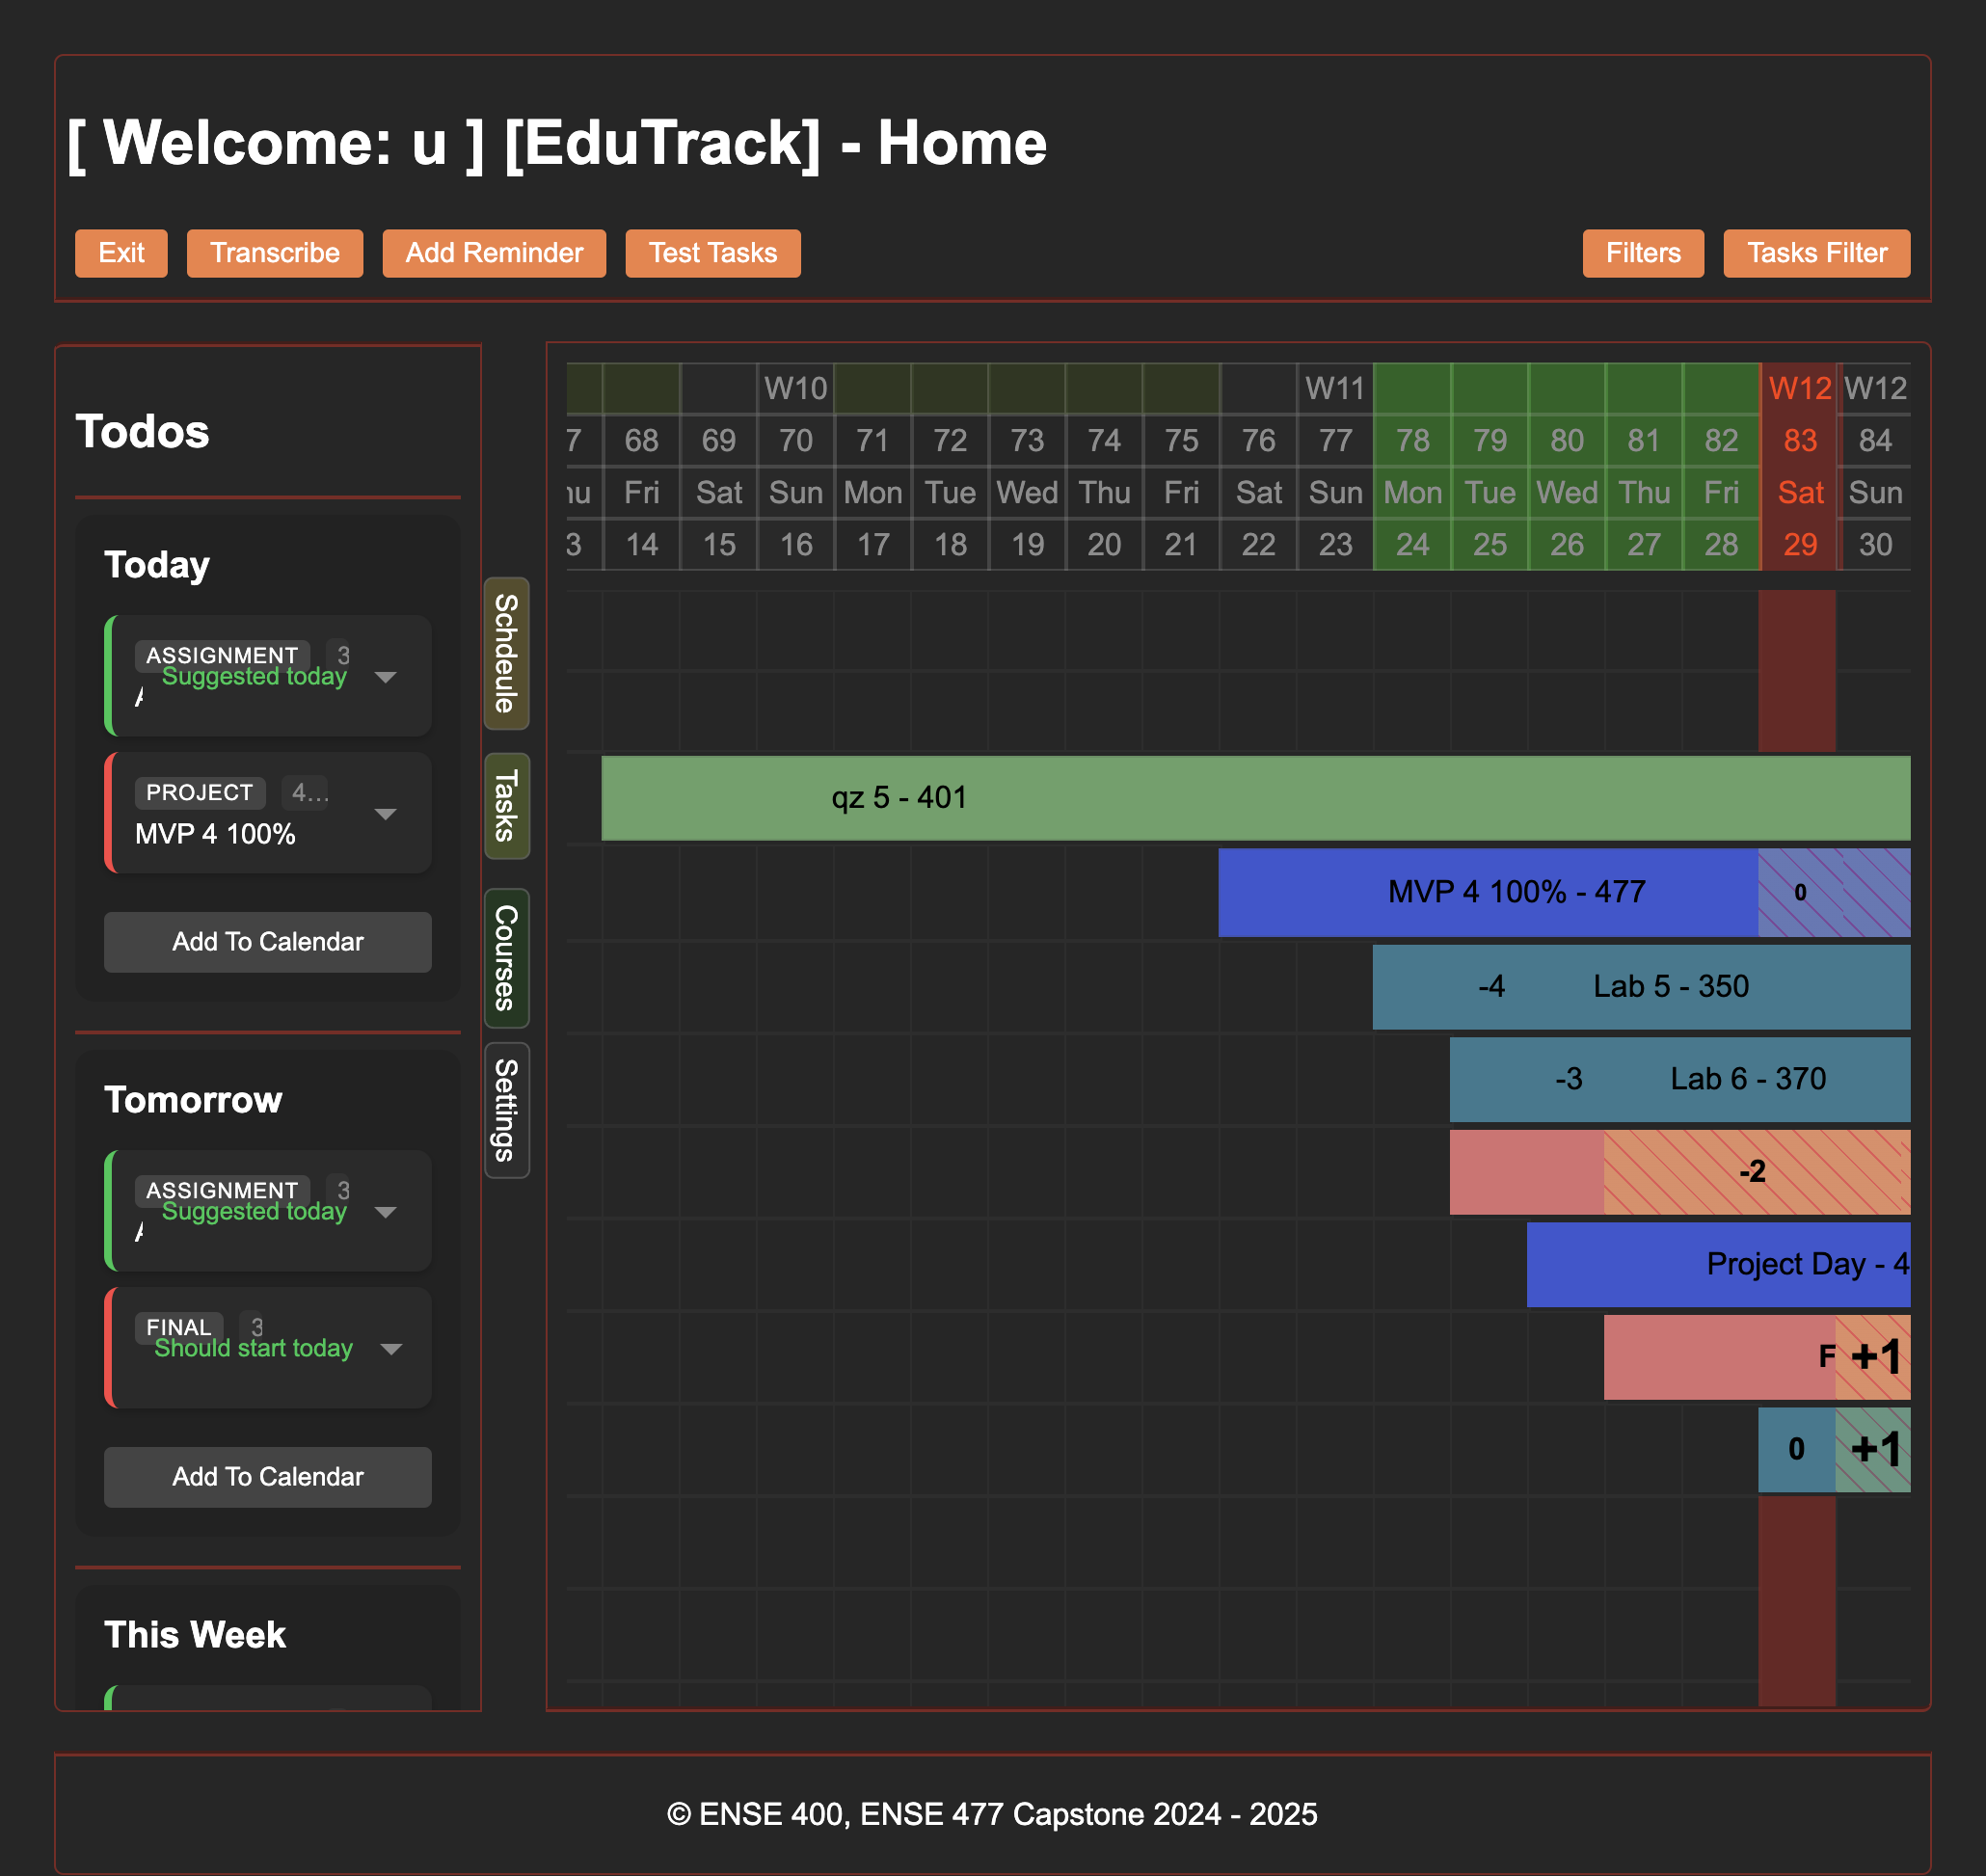 [ Welcome: u ] [EduTrack] - Home
Exit Transcribe Add Reminder Test Tasks Filters Tasks Filter
Todos
Today
ASSIGNMENT 3
Suggested today
PROJECT 4...
MVP 4 100%
Add To Calendar
Tomorrow
ASSIGNMENT 3
Suggested today
FINAL 3
Should start today
Add To Calendar
This Week
Schdeule
Tasks
Courses
Settings
W10 W11 W12 W12
7 68 69 70 71 72 73 74 75 76 77 78 79 80 81 82 83 84
Fri Sat Sun Mon Tue Wed Thu Fri Sat Sun Mon Tue Wed Thu Fri Sat Sun
3 14 15 16 17 18 19 20 21 22 23 24 25 26 27 28 29 30
qz 5 - 401
MVP 4 100% - 477 0
-4 Lab 5 - 350
-3 Lab 6 - 370
-2
Project Day - 4
F +1
0 +1
© ENSE 400, ENSE 477 Capstone 2024 - 2025